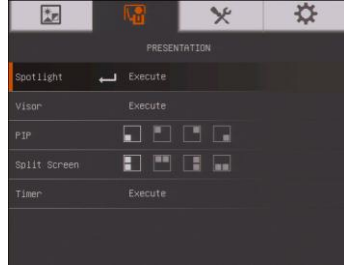 PRESENTATION
Spotlight Execute
Visor Execute
PIP
Split Screen
Timer Execute